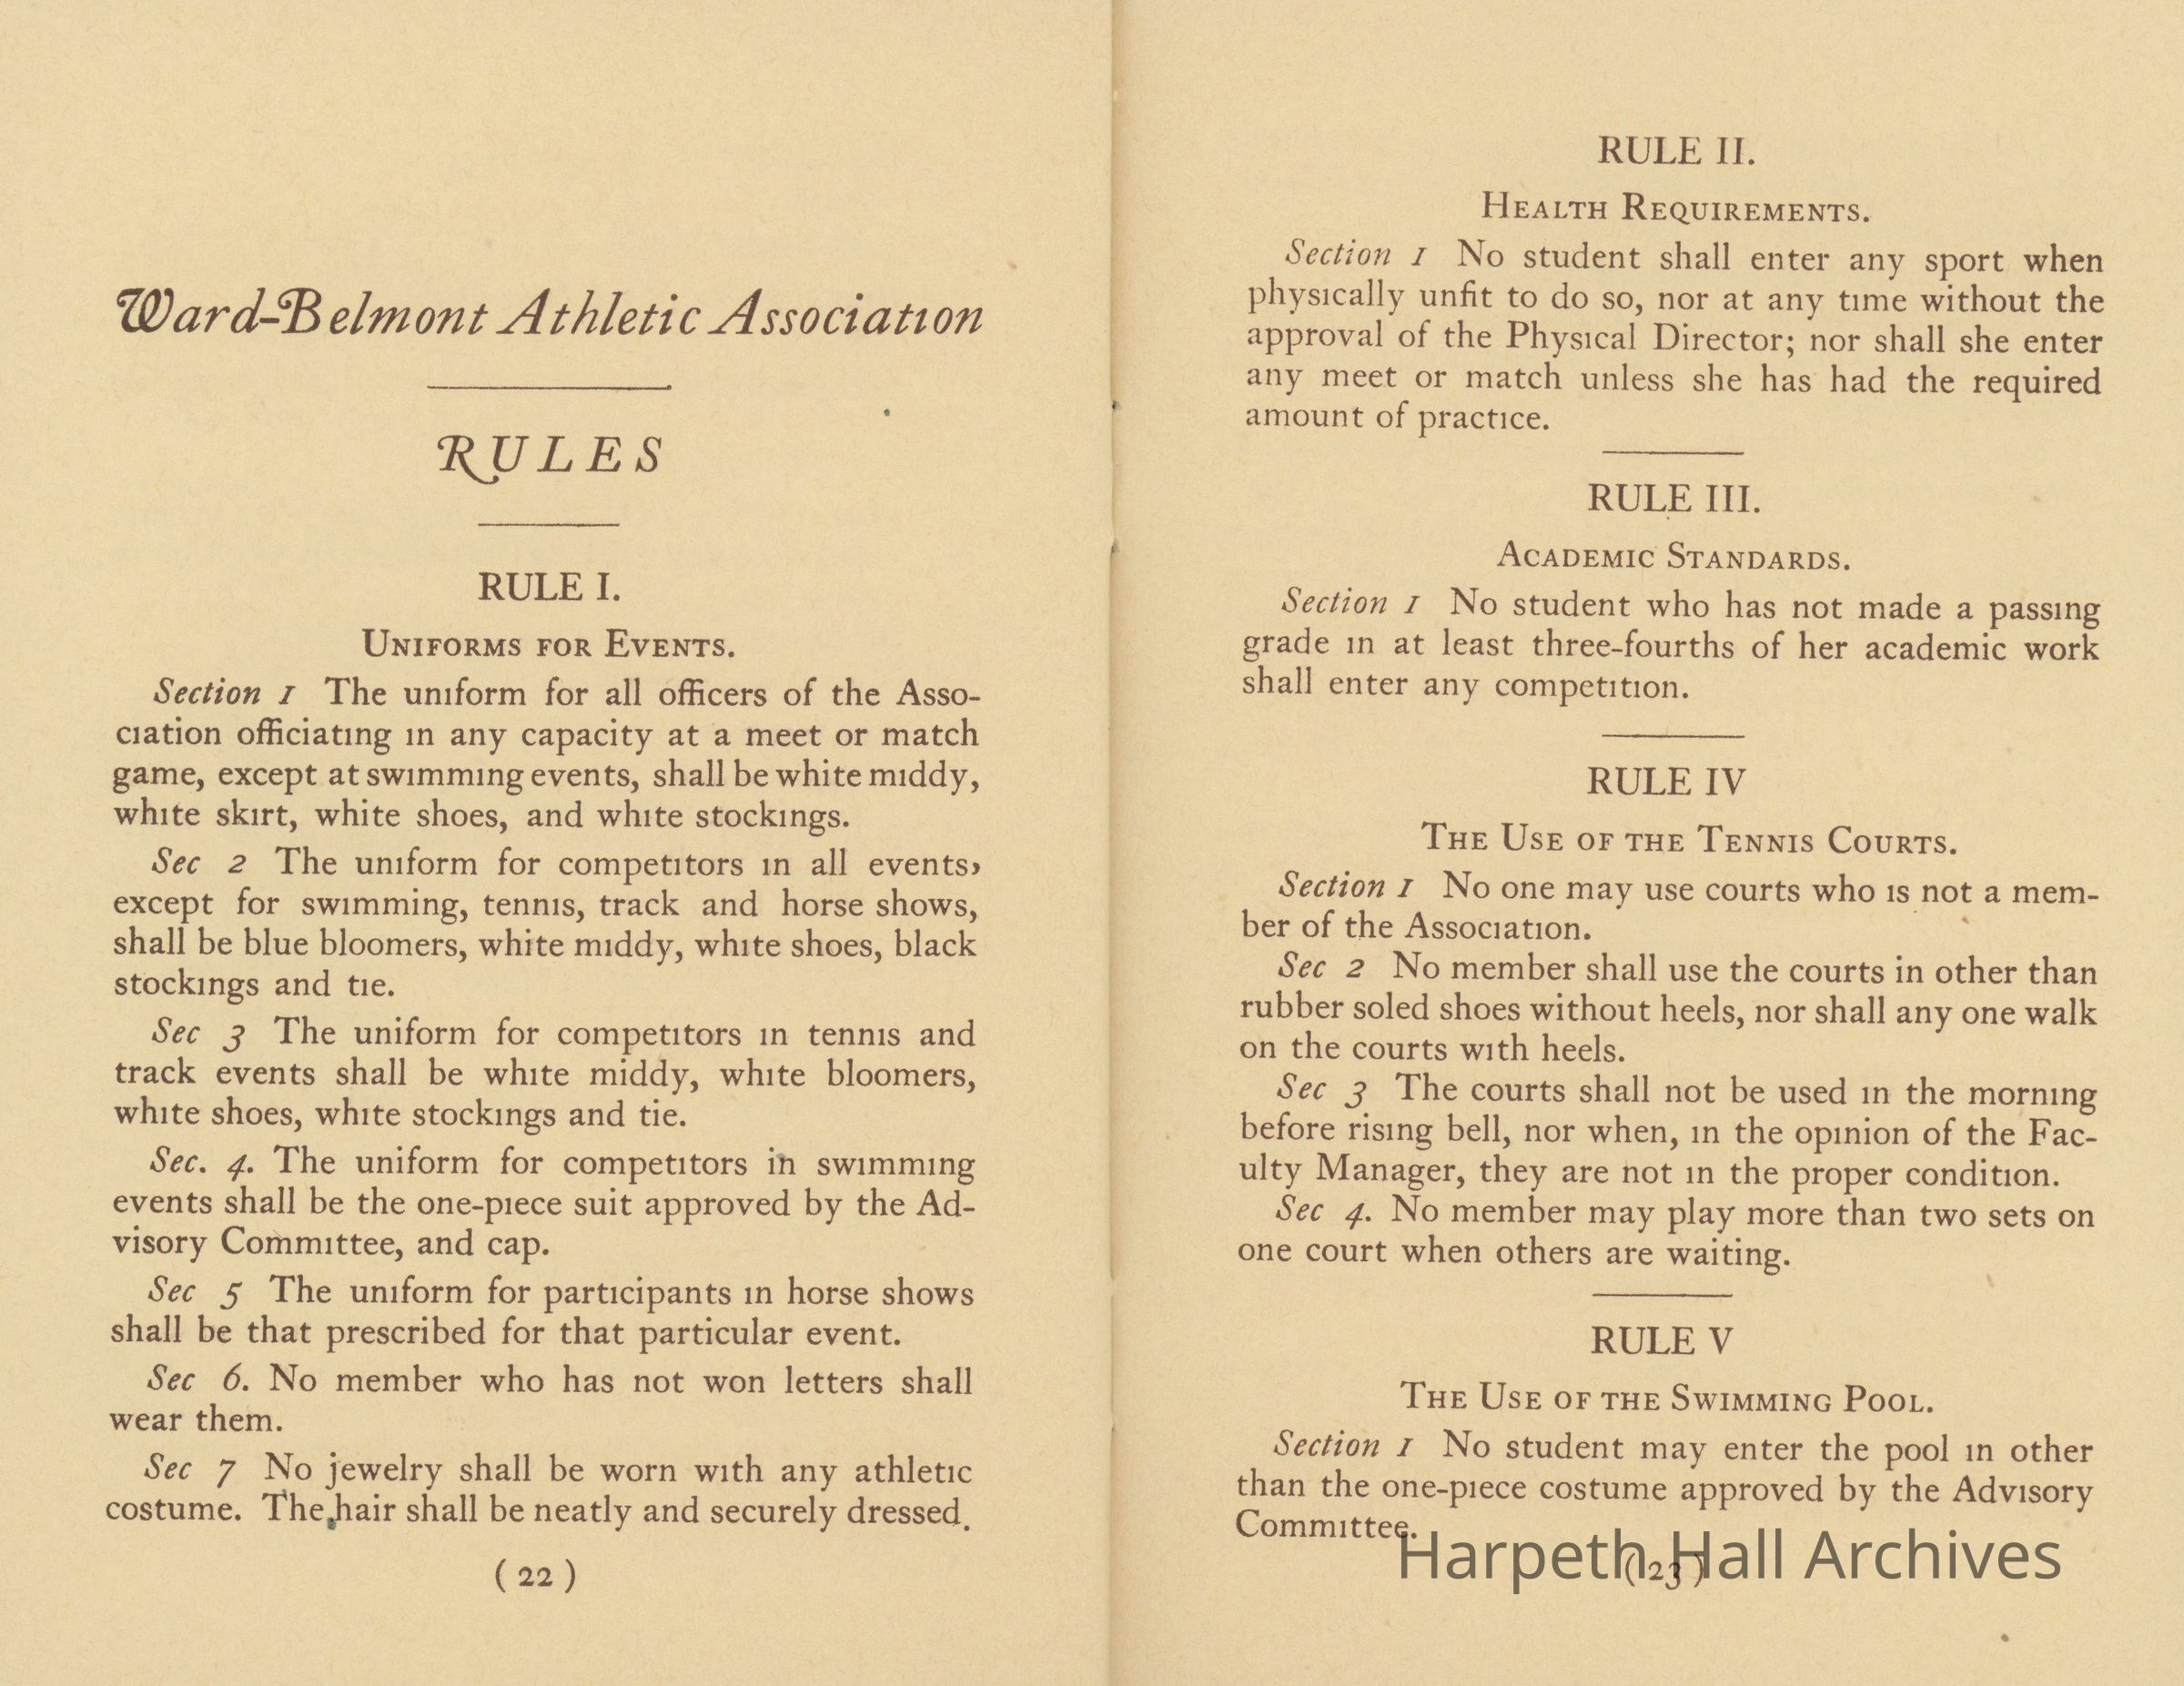 Ward-Belmont Athletic Association
RULES
RULE I.
UNIFORMS FOR EVENTS.
Section 1 The uniform for all officers of the Asso-
ciation officiating in any capacity at a meet or match
game, except at swimming events, shall be white middy,
white skirt, white shoes, and white stockings.
Sec 2 The uniform for competitors in all events,
except for swimming, tennis, track and horse shows,
shall be blue bloomers, white middy, white shoes, black
stockings and tie.
Sec 3 The uniform for competitors in tennis and
track events shall be white middy, white bloomers,
white shoes, white stockings and tie.
Sec. 4. The uniform for competitors in swimming
events shall be the one-piece suit approved by the Ad-
visory Committee, and cap.
Sec 5 The uniform for participants in horse shows
shall be that prescribed for that particular event.
Sec 6. No member who has not won letters shall
wear them.
Sec 7 No jewelry shall be worn with any athletic
costume. The hair shall be neatly and securely dressed.
(22)
RULE II.
HEALTH REQUIREMENTS.
Section 1 No student shall enter any sport when
physically unfit to do so, nor at any time without the
approval of the Physical Director; nor shall she enter
any meet or match unless she has had the required
amount of practice.
RULE III.
ACADEMIC STANDARDS.
Section 1 No student who has not made a passing
grade in at least three-fourths of her academic work
shall enter any competition.
RULE IV
THE USE OF THE TENNIS COURTS.
Section 1 No one may use courts who is not a mem-
ber of the Association.
Sec 2 No member shall use the courts in other than
rubber soled shoes without heels, nor shall any one walk
on the courts with heels.
Sec 3 The courts shall not be used in the morning
before rising bell, nor when, in the opinion of the Fac-
ulty Manager, they are not in the proper condition.
Sec 4. No member may play more than two sets on
one court when others are waiting.
RULE V
THE USE OF THE SWIMMING POOL.
Section 1 No student may enter the pool in other
than the one-piece costume approved by the Advisory
Committee.
(23)
Harpeth Hall Archives